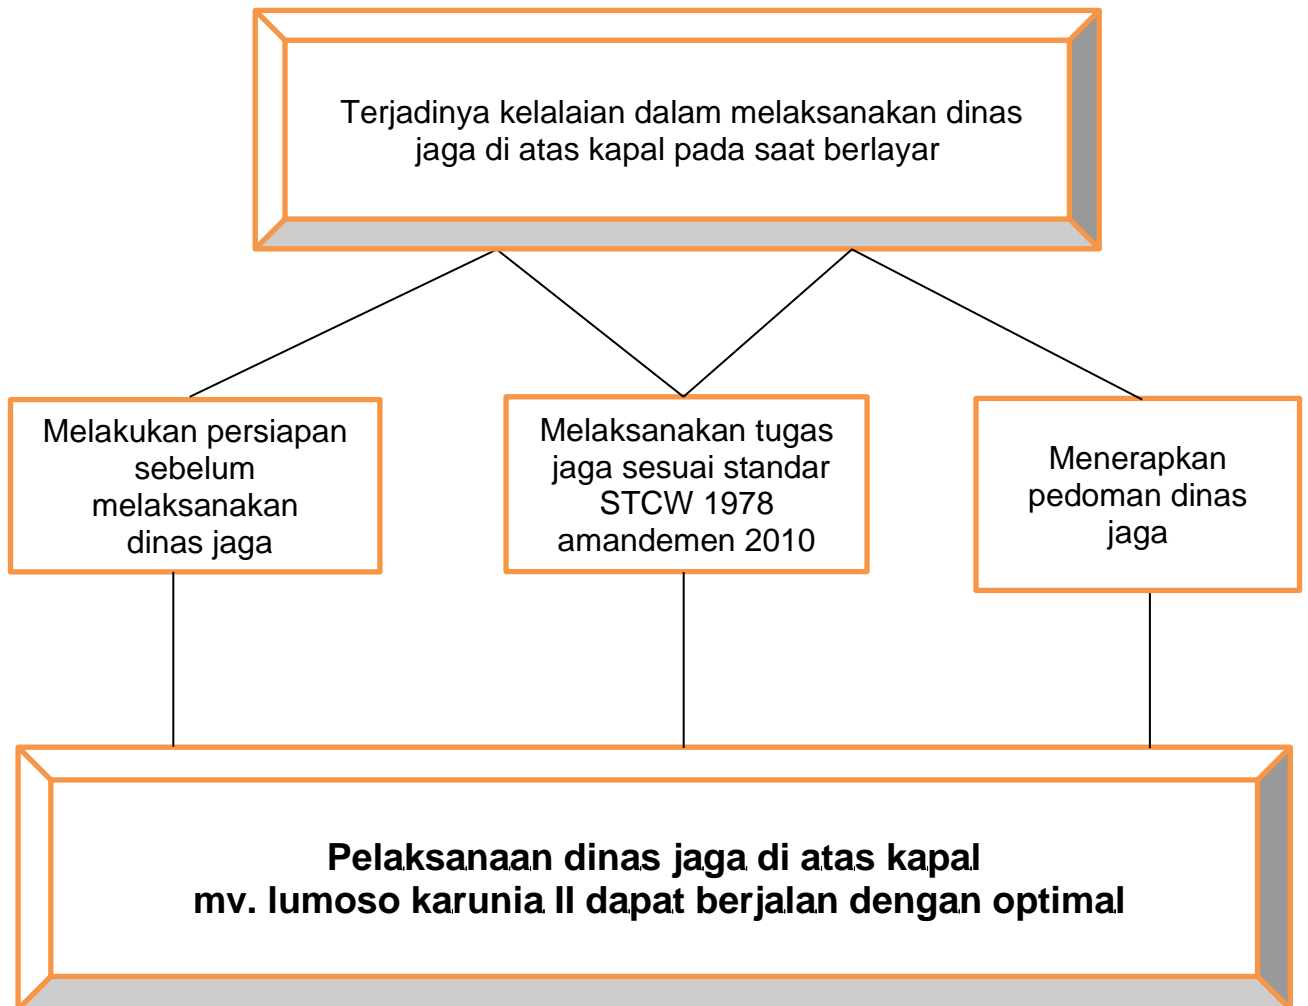 Terjadinya kelalaian dalam melaksanakan dinas
jaga di atas kapal pada saat berlayar
Melakukan persiapan
sebelum
melaksanakan
dinas jaga
Melaksanakan tugas
jaga sesuai standar
STCW 1978
amandemen 2010
Menerapkan
pedoman dinas
jaga
Pelaksanaan dinas jaga di atas kapal
mv. lumoso karunia II dapat berjalan dengan optimal